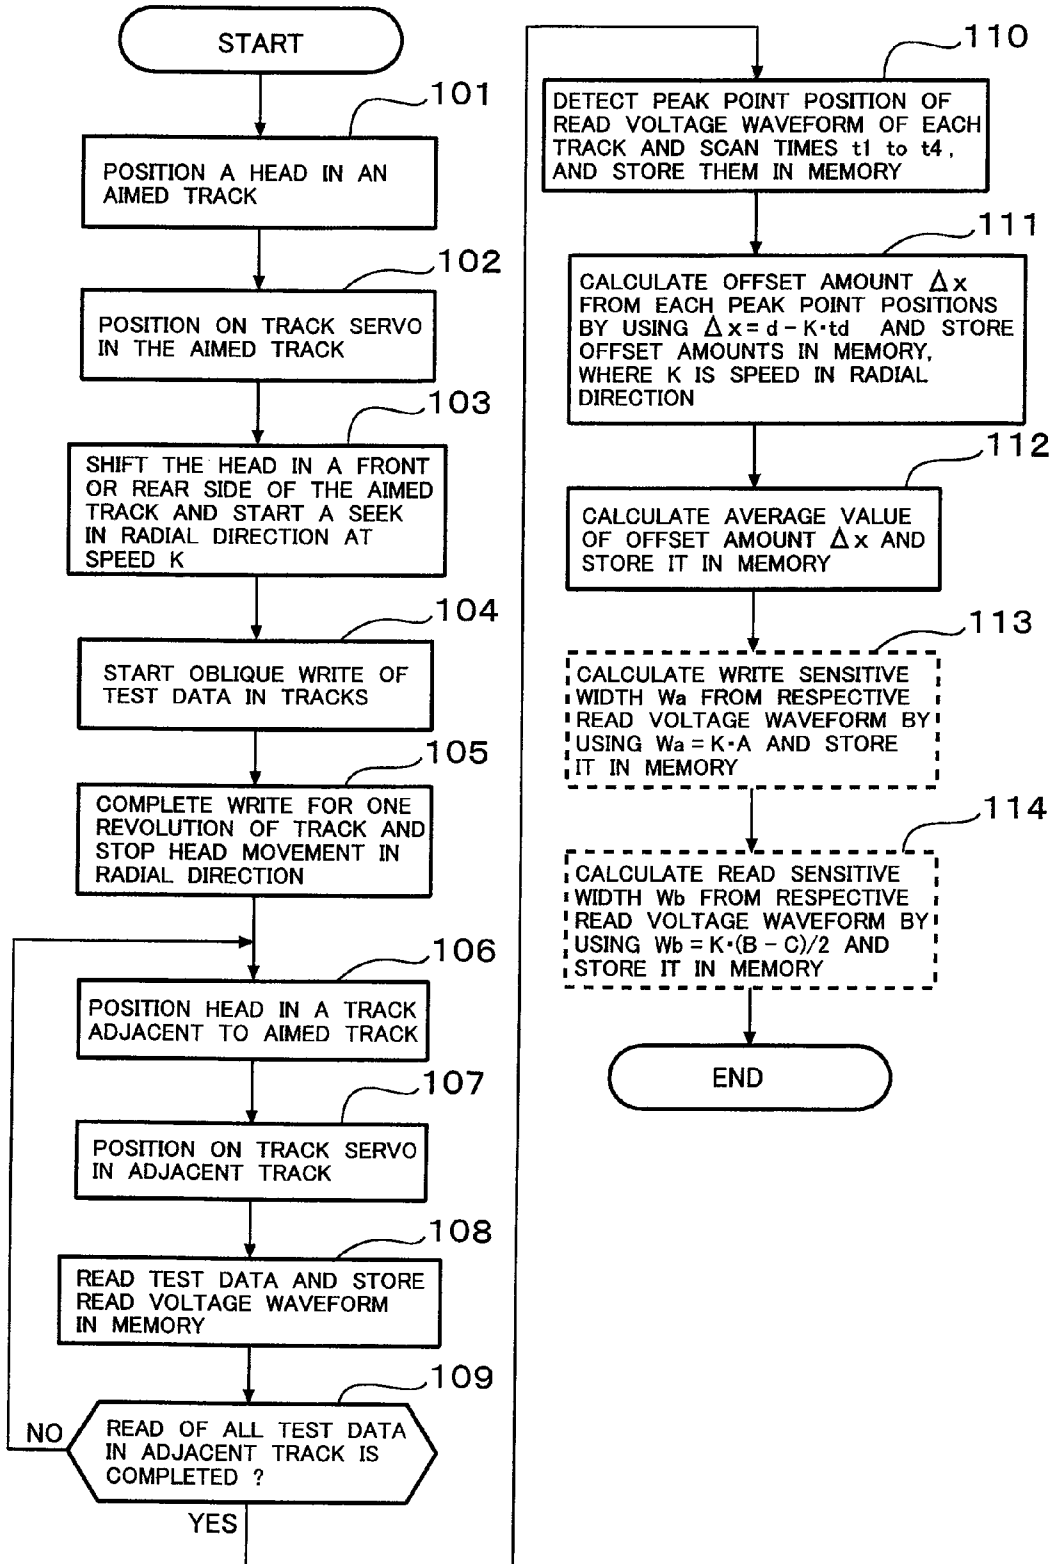 START
101
POSITION A HEAD IN AN
AIMED TRACK
102
POSITION ON TRACK SERVO
IN THE AIMED TRACK
103
SHIFT THE HEAD IN A FRONT
OR REAR SIDE OF THE AIMED
TRACK AND START A SEEK
IN RADIAL DIRECTION AT
SPEED K
104
START OBLIQUE WRITE OF
TEST DATA IN TRACKS
105
COMPLETE WRITE FOR ONE
REVOLUTION OF TRACK AND
STOP HEAD MOVEMENT IN
RADIAL DIRECTION
106
POSITION HEAD IN A TRACK
ADJACENT TO AIMED TRACK
107
POSITION ON TRACK SERVO
IN ADJACENT TRACK
108
READ TEST DATA AND STORE
READ VOLTAGE WAVEFORM
IN MEMORY
109
READ OF ALL TEST DATA
IN ADJACENT TRACK IS
COMPLETED ?
NO
YES
110
DETECT PEAK POINT POSITION OF
READ VOLTAGE WAVEFORM OF EACH
TRACK AND SCAN TIMES t1 to t4 ,
AND STORE THEM IN MEMORY
111
CALCULATE OFFSET AMOUNT Δx
FROM EACH PEAK POINT POSITIONS
BY USING Δx = d − K・td AND STORE
OFFSET AMOUNTS IN MEMORY,
WHERE K IS SPEED IN RADIAL
DIRECTION
112
CALCULATE AVERAGE VALUE
OF OFFSET AMOUNT Δx AND
STORE IT IN MEMORY
113
CALCULATE WRITE SENSITIVE
WIDTH Wa FROM RESPECTIVE
READ VOLTAGE WAVEFORM BY
USING Wa = K・A AND STORE
IT IN MEMORY
114
CALCULATE READ SENSITIVE
WIDTH Wb FROM RESPECTIVE
READ VOLTAGE WAVEFORM BY
USING Wb = K・(B − C)/2 AND
STORE IT IN MEMORY
END